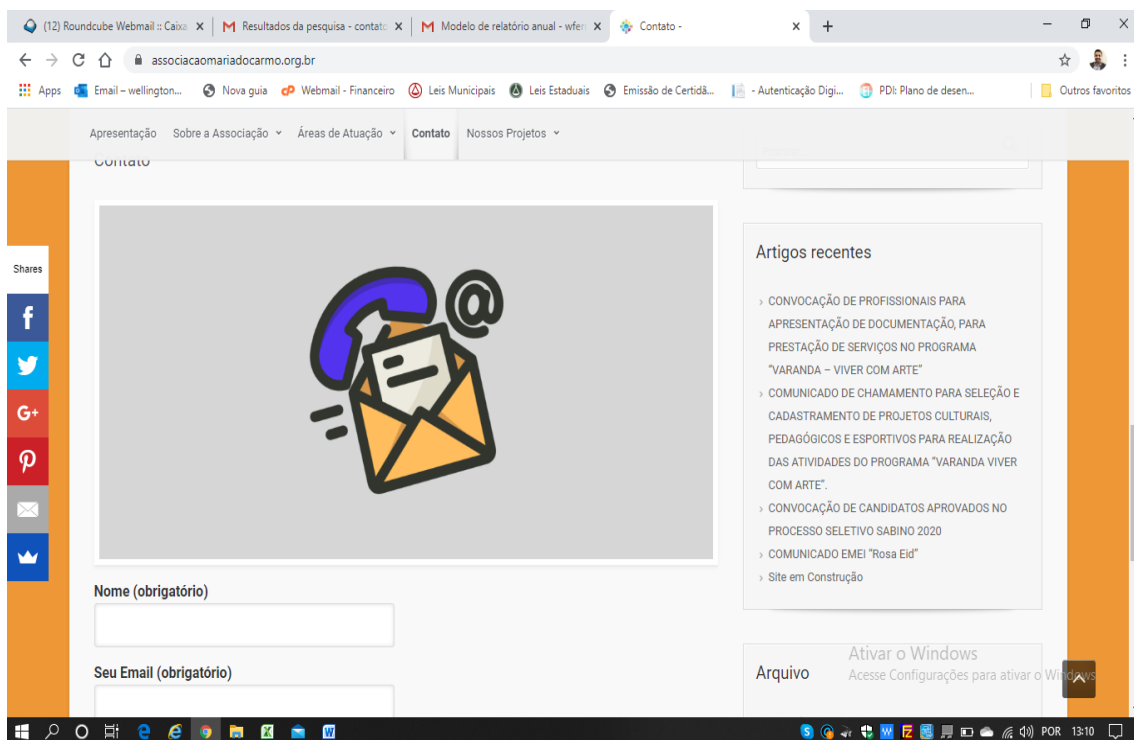 (12) Roundcube Webmail :: Caixa
Resultados da pesquisa - contato
Modelo de relatório anual - wfern
Contato -
associacaomariadocarmo.org.br
Apps
Email – wellington...
Nova guia
Webmail - Financeiro
Leis Municipais
Leis Estaduais
Emissão de Certidã...
- Autenticação Digi...
PDI: Plano de desen...
Outros favoritos
Apresentação Sobre a Associação Áreas de Atuação Contato Nossos Projetos
Contato
Shares
f
G+
@
Nome (obrigatório)
Seu Email (obrigatório)
Artigos recentes
CONVOCAÇÃO DE PROFISSIONAIS PARA
APRESENTAÇÃO DE DOCUMENTAÇÃO, PARA
PRESTAÇÃO DE SERVIÇOS NO PROGRAMA
“VARANDA – VIVER COM ARTE”
COMUNICADO DE CHAMAMENTO PARA SELEÇÃO E
CADASTRAMENTO DE PROJETOS CULTURAIS,
PEDAGÓGICOS E ESPORTIVOS PARA REALIZAÇÃO
DAS ATIVIDADES DO PROGRAMA “VARANDA VIVER
COM ARTE”.
CONVOCAÇÃO DE CANDIDATOS APROVADOS NO
PROCESSO SELETIVO SABINO 2020
COMUNICADO EMEI “Rosa Eid”
Site em Construção
Arquivo
Ativar o Windows
Acesse Configurações para ativar o Windows
POR 13:10